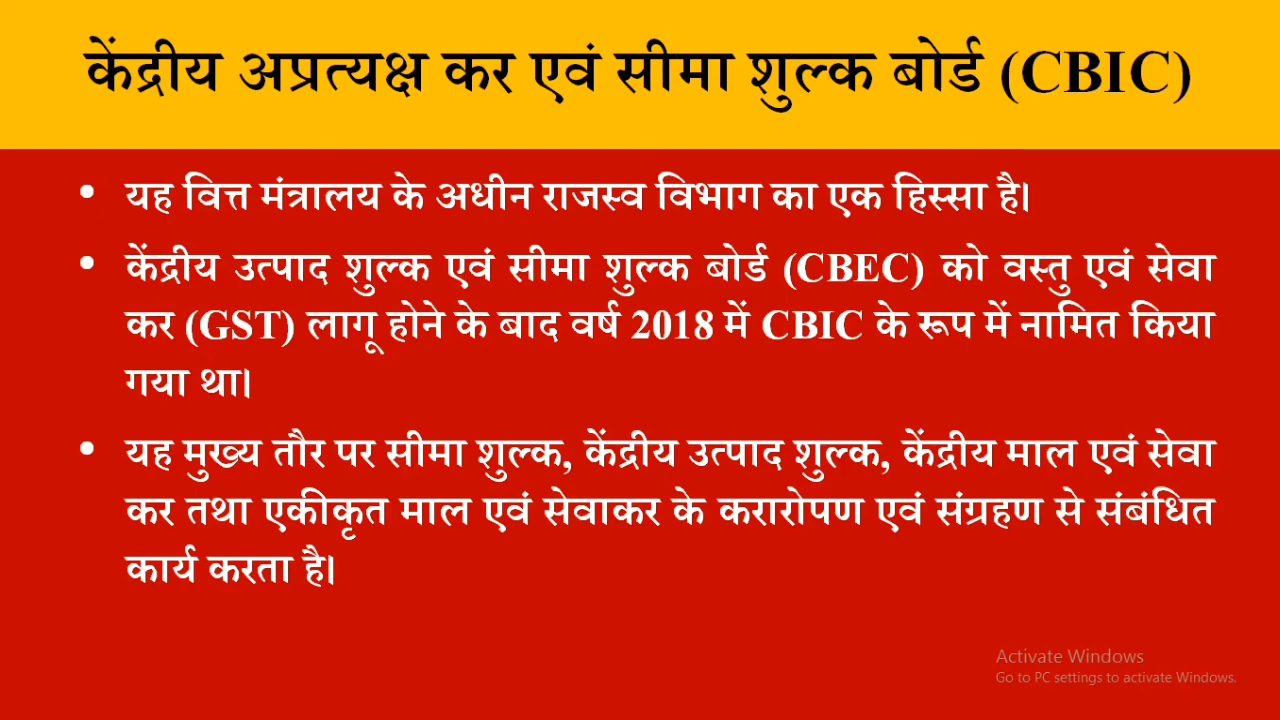 केंद्रीय अप्रत्यक्ष कर एवं सीमा शुल्क बोर्ड (CBIC)
• यह वित्त मंत्रालय के अधीन राजस्व विभाग का एक हिस्सा है।
• केंद्रीय उत्पाद शुल्क एवं सीमा शुल्क बोर्ड (CBEC) को वस्तु एवं सेवा
कर (GST) लागू होने के बाद वर्ष 2018 में CBIC के रूप में नामित किया
गया था।
• यह मुख्य तौर पर सीमा शुल्क, केंद्रीय उत्पाद शुल्क, केंद्रीय माल एवं सेवा
कर तथा एकीकृत माल एवं सेवाकर के करारोपण एवं संग्रहण से संबंधित
कार्य करता है।
Activate Windows
Go to PC settings to activate Windows.